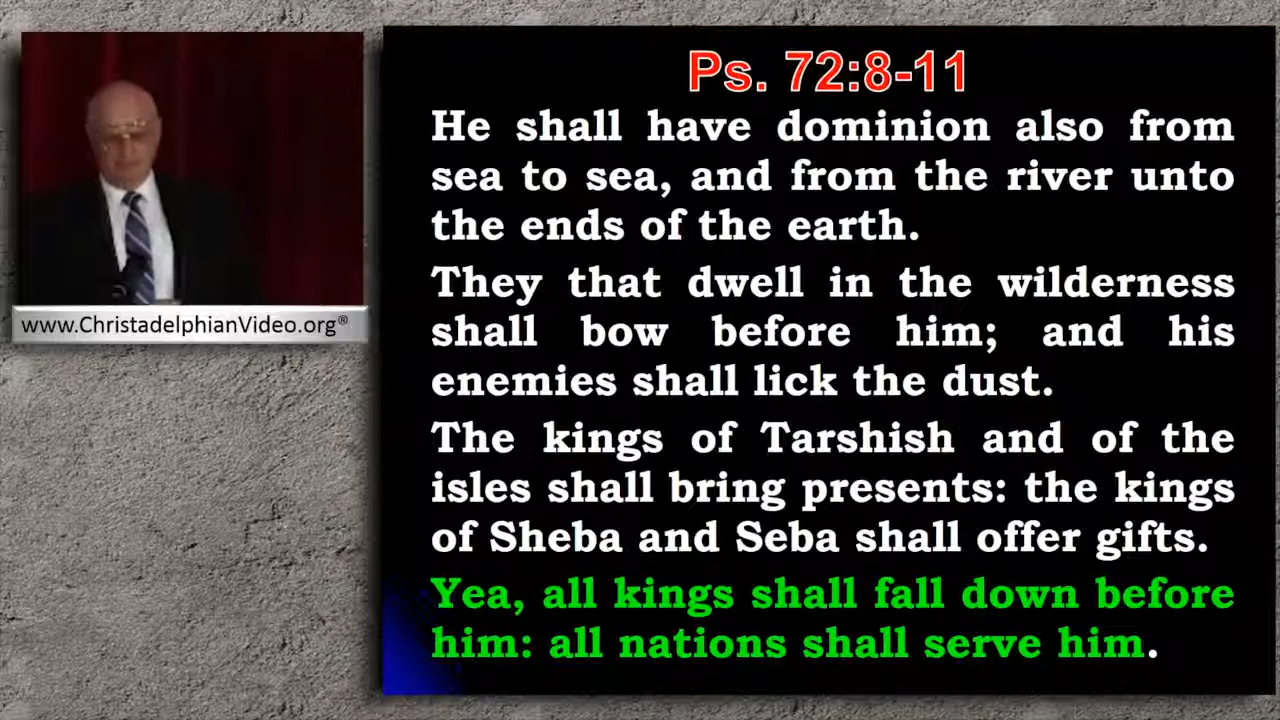 Ps. 72:8-11
He shall have dominion also from
sea to sea, and from the river unto
the ends of the earth.
They that dwell in the wilderness
shall bow before him; and his
enemies shall lick the dust.
The kings of Tarshish and of the
isles shall bring presents: the kings
of Sheba and Seba shall offer gifts.
Yea, all kings shall fall down before
him: all nations shall serve him.
www.ChristadelphianVideo.org®